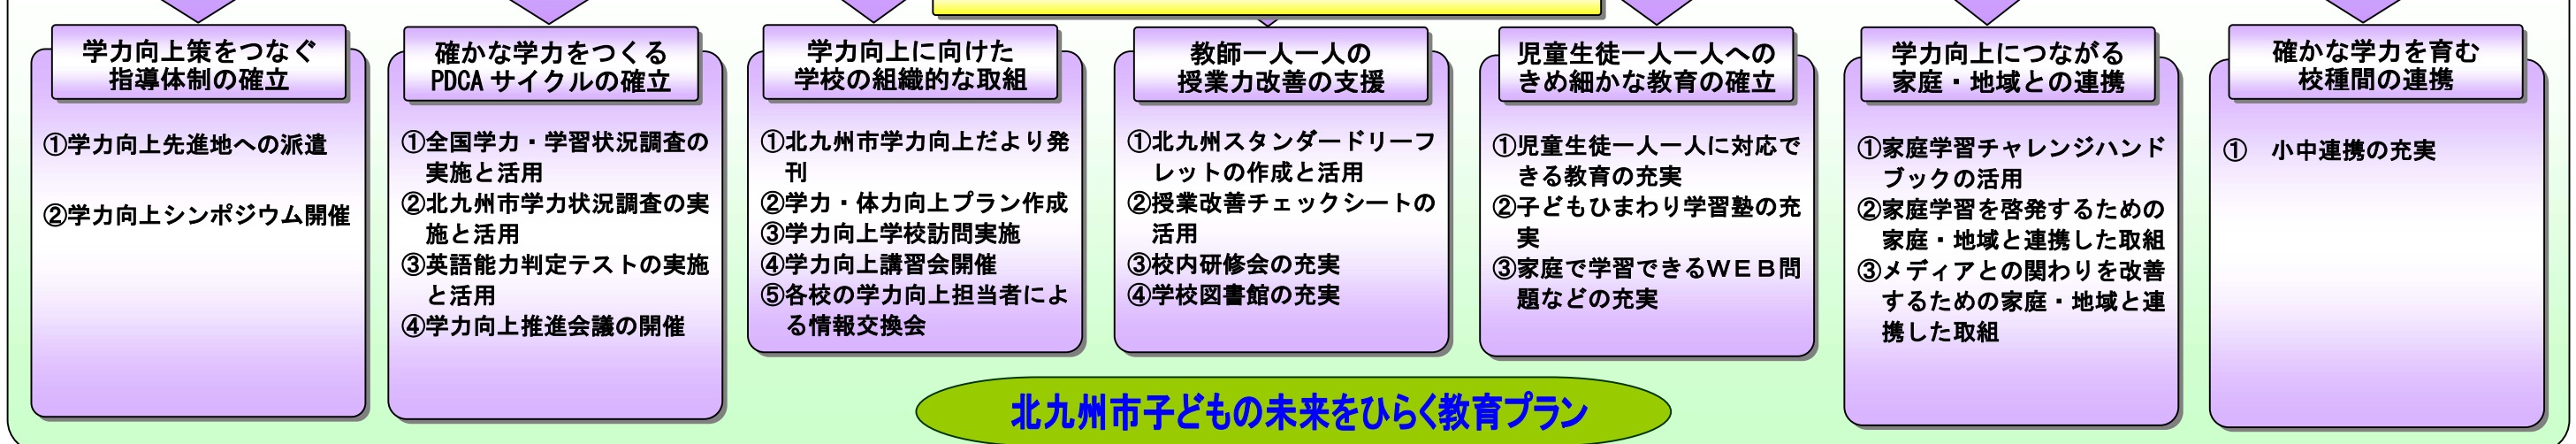 学力向上策をつなぐ
指導体制の確立
①学力向上先進地への派遣
②学力向上シンポジウム開催
確かな学力をつくる
PDCAサイクルの確立
①全国学力・学習状況調査の
実施と活用
②北九州市学力状況調査の実
施と活用
③英語能力判定テストの実施
と活用
④学力向上推進会議の開催
学力向上に向けた
学校の組織的な取組
①北九州市学力向上だより発
刊
②学力・体力向上プラン作成
③学力向上学校訪問実施
④学力向上講習会開催
⑤各校の学力向上担当者によ
る情報交換会
教師一人一人の
授業力改善の支援
①北九州スタンダードリーフ
レットの作成と活用
②授業改善チェックシートの
活用
③校内研修会の充実
④学校図書館の充実
児童生徒一人一人への
きめ細かな教育の確立
①児童生徒一人一人に対応で
きる教育の充実
②子どもひまわり学習塾の充
実
③家庭で学習できるＷＥＢ問
題などの充実
学力向上につながる
家庭・地域との連携
①家庭学習チャレンジハンド
ブックの活用
②家庭学習を啓発するための
家庭・地域と連携した取組
③メディアとの関わりを改善
するための家庭・地域と連
携した取組
確かな学力を育む
校種間の連携
①　小中連携の充実
北九州市子どもの未来をひらく教育プラン